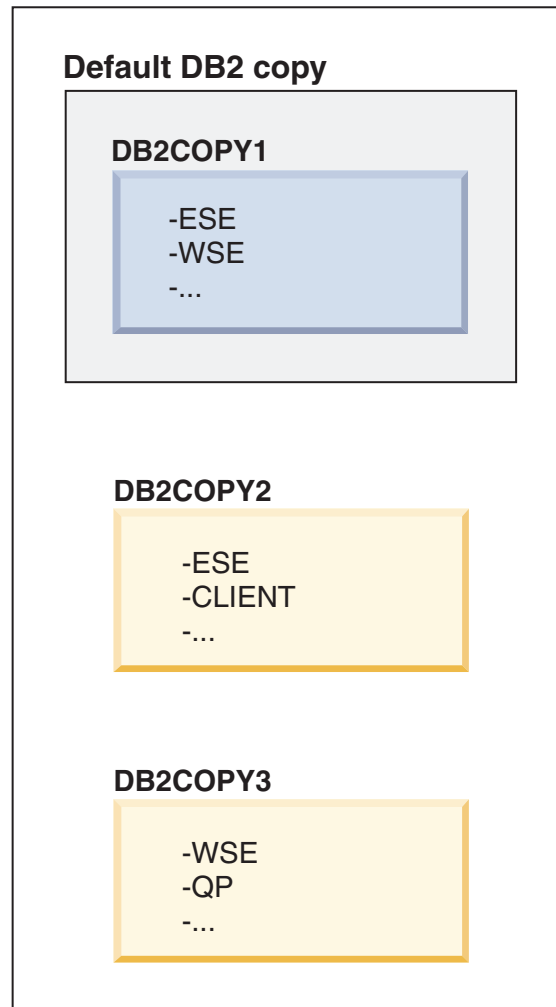 Default DB2 copy
DB2COPY1
-ESE
-WSE
-...
DB2COPY2
-ESE
-CLIENT
-...
DB2COPY3
-WSE
-QP
-...